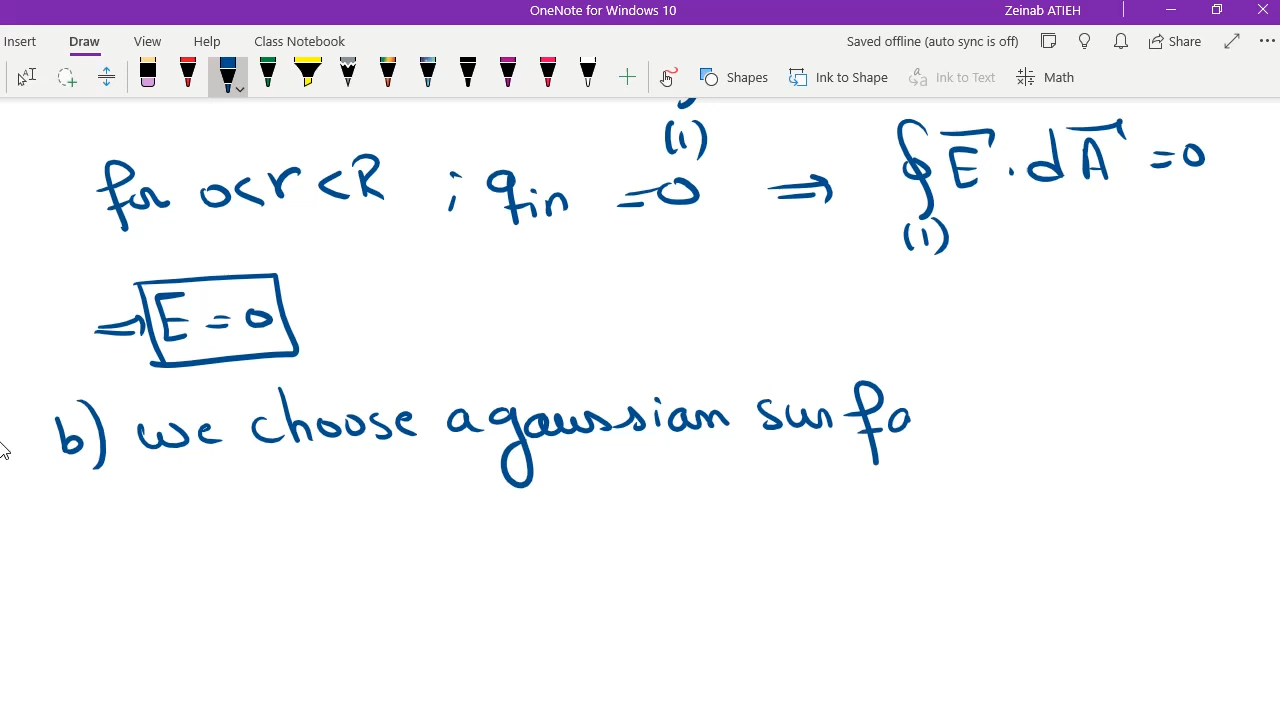 OneNote for Windows 10
Zeinab ATIEH
Insert Draw View Help Class Notebook
Saved offline (auto sync is off) Share
Shapes Ink to Shape Ink to Text Math
(1)
for 0<r<R ; qin =0 ⇒ ∮ E⃗ . dA⃗ =0
(1)
⇒ E = 0
b) we choose a gaussian surfa